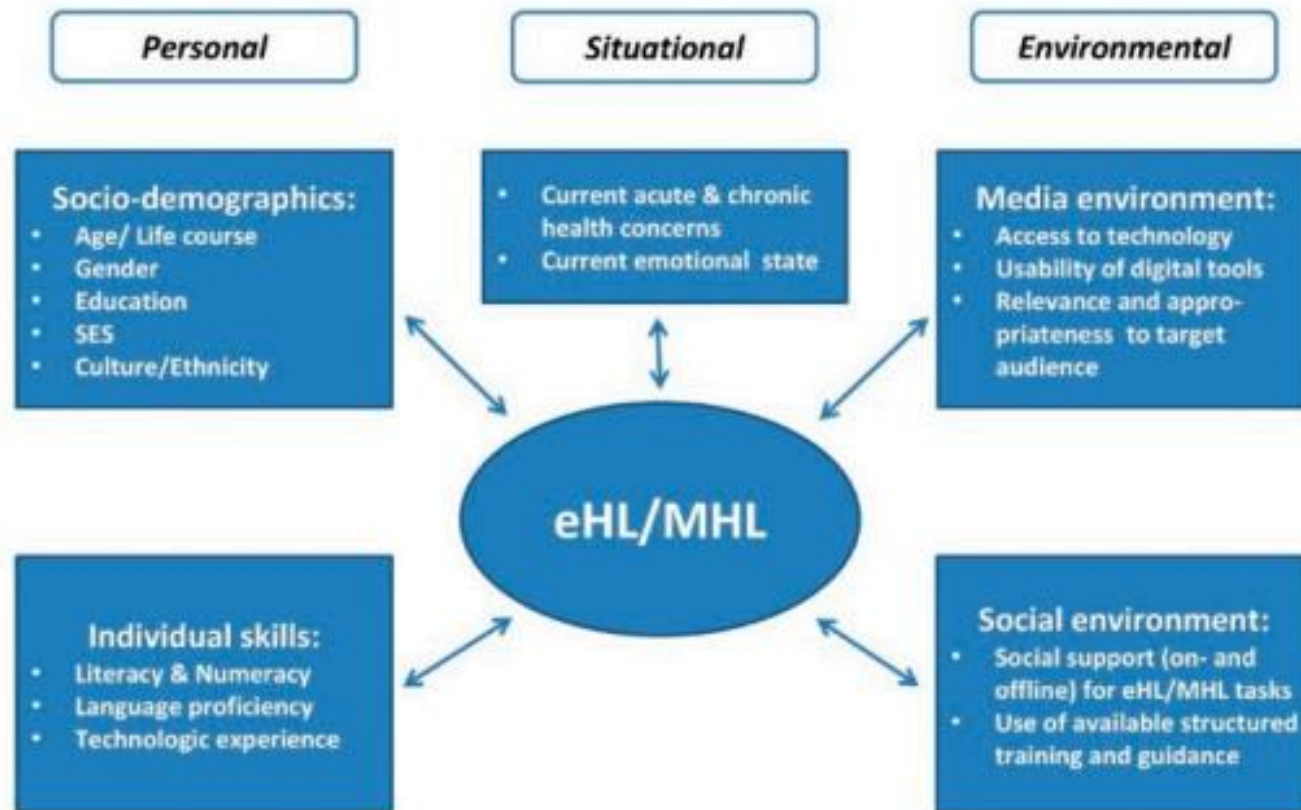 Personal
Situational
Environmental
Socio-demographics:
• Age/ Life course
• Gender
• Education
• SES
• Culture/Ethnicity
• Current acute & chronic
health concerns
• Current emotional state
Media environment:
• Access to technology
• Usability of digital tools
• Relevance and appro-
priateness to target
audience
eHL/MHL
Individual skills:
• Literacy & Numeracy
• Language proficiency
• Technologic experience
Social environment:
• Social support (on- and
offline) for eHL/MHL tasks
• Use of available structured
training and guidance